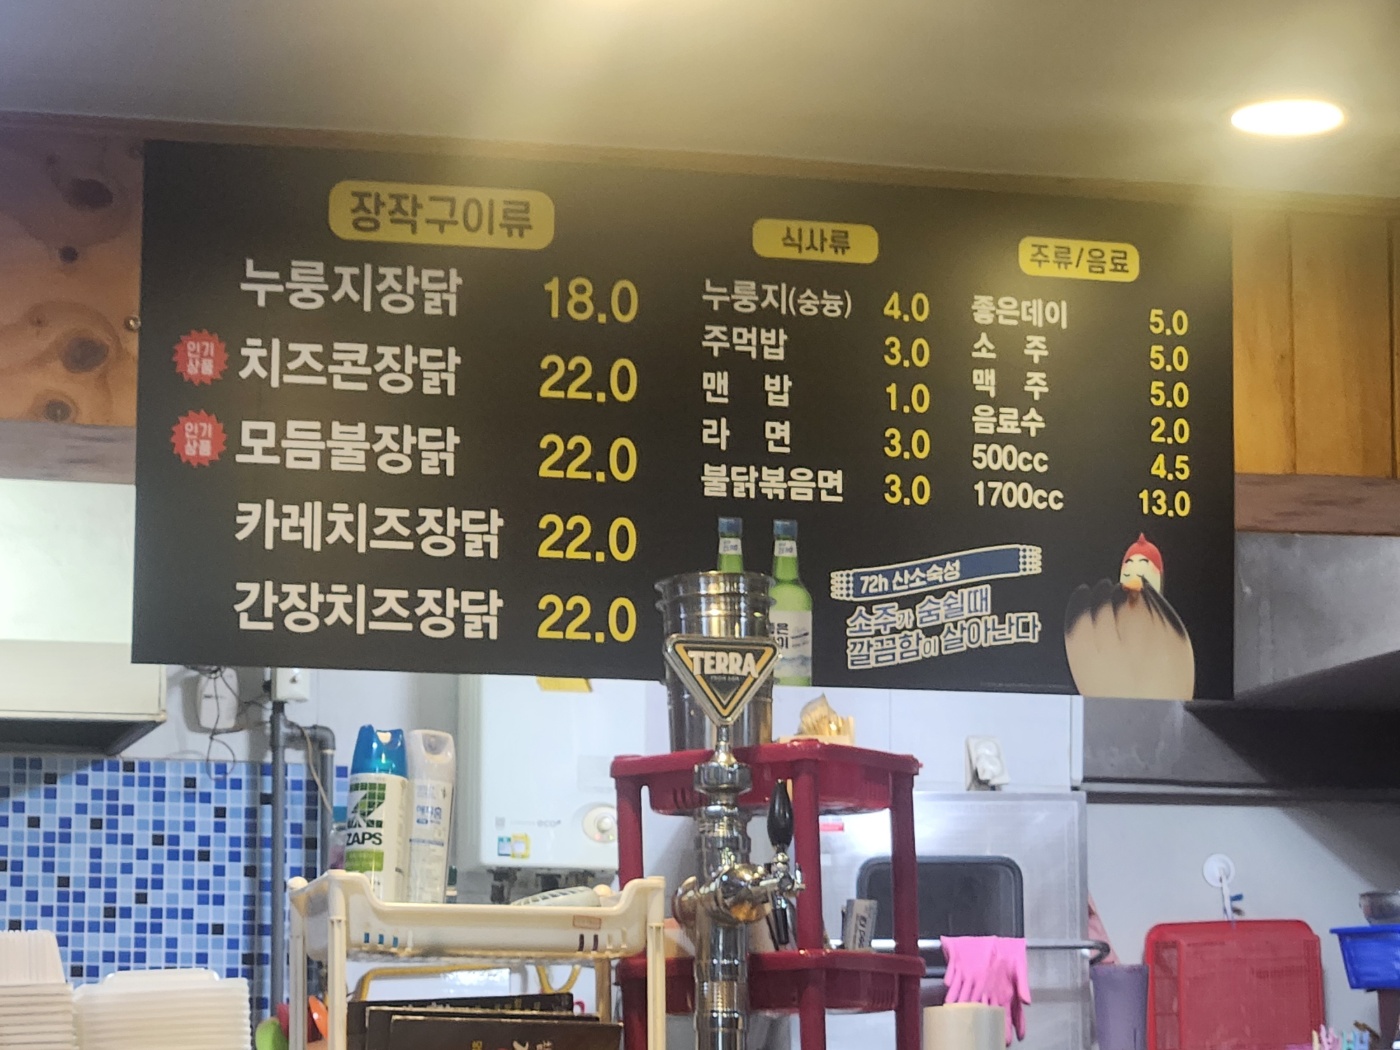 장작구이류
누룽지장닭 18.0
인기
상품
치즈콘장닭 22.0
인기
상품
모듬불장닭 22.0
카레치즈장닭 22.0
간장치즈장닭 22.0
식사류
누룽지(숭늉) 4.0
주먹밥 3.0
맨 밥 1.0
라 면 3.0
불닭볶음면 3.0
주류/음료
좋은데이 5.0
소 주 5.0
맥 주 5.0
음료수 2.0
500cc 4.5
1700cc 13.0
72h 산소숙성
소주가 숨쉴때
깔끔함이 살아난다
TERRA
ZAPS